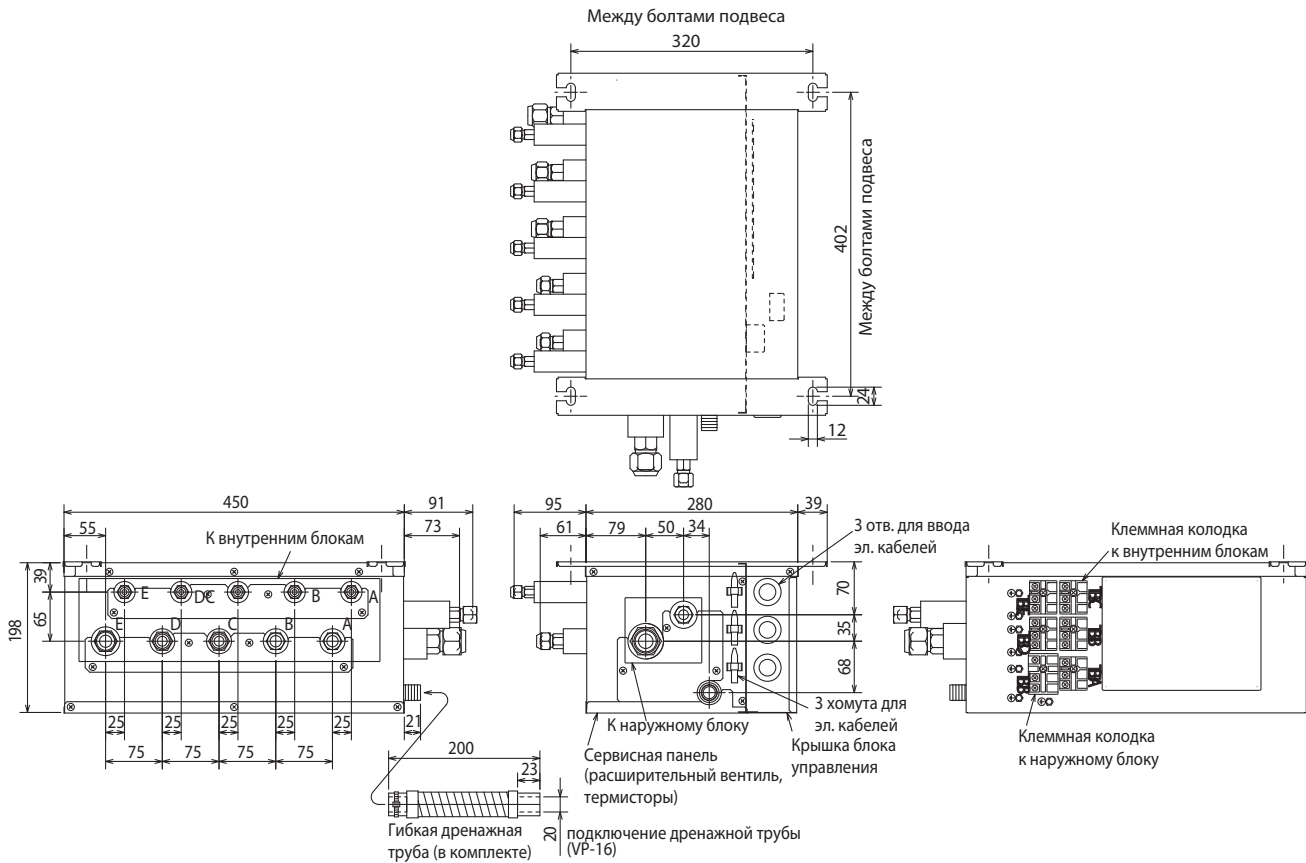 Между болтами подвеса
320
402
Между болтами подвеса
24
12
450
91
55
73
К внутренним блокам
39
65
198
E
D
C
B
A
E
D
C
B
A
25
25
25
25
25
21
75
75
75
75
200
23
20
Гибкая дренажная
труба (в комплекте)
подключение дренажной трубы
(VP-16)
95
280
39
61
79
50
34
3 отв. для ввода
эл. кабелей
70
35
68
К наружному блоку
3 хомута для
эл. кабелей
Сервисная панель
(расширительный вентиль,
термисторы)
Крышка блока
управления
Клеммная колодка
к внутренним блокам
Клеммная колодка
к наружному блоку